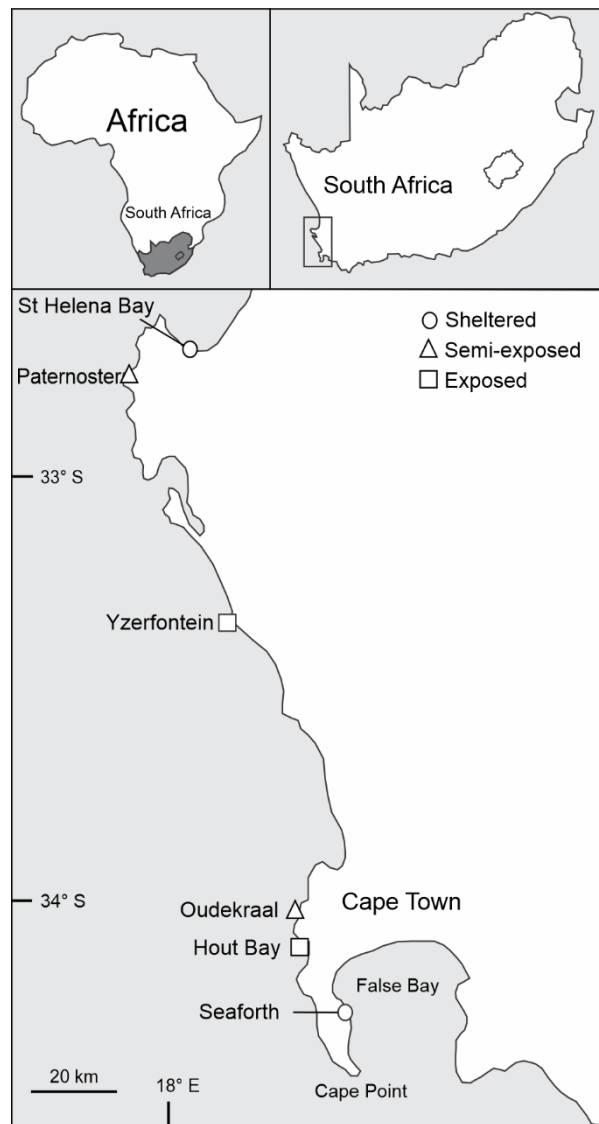 Africa
South Africa
South Africa
St Helena Bay
Sheltered
Semi-exposed
Exposed
Paternoster
33° S
Yzerfontein
34° S
Oudekraal
Cape Town
Hout Bay
False Bay
Seaforth
20 km
18° E
Cape Point